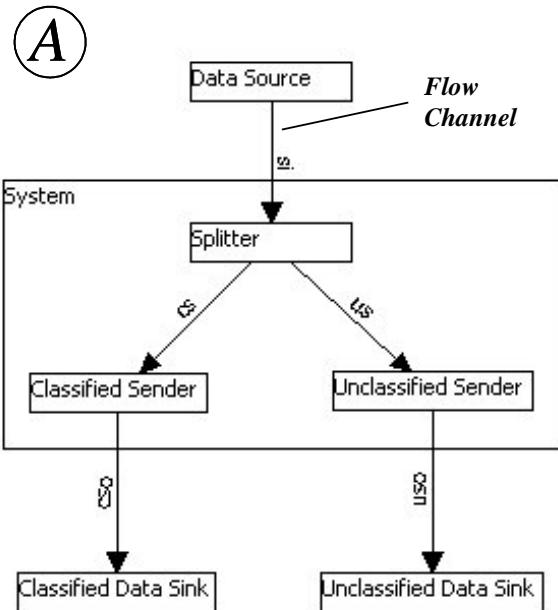 A
Data Source
Flow
Channel
is
System
Splitter
cs
us
Classified Sender
Unclassified Sender
cso
uso
Classified Data Sink
Unclassified Data Sink